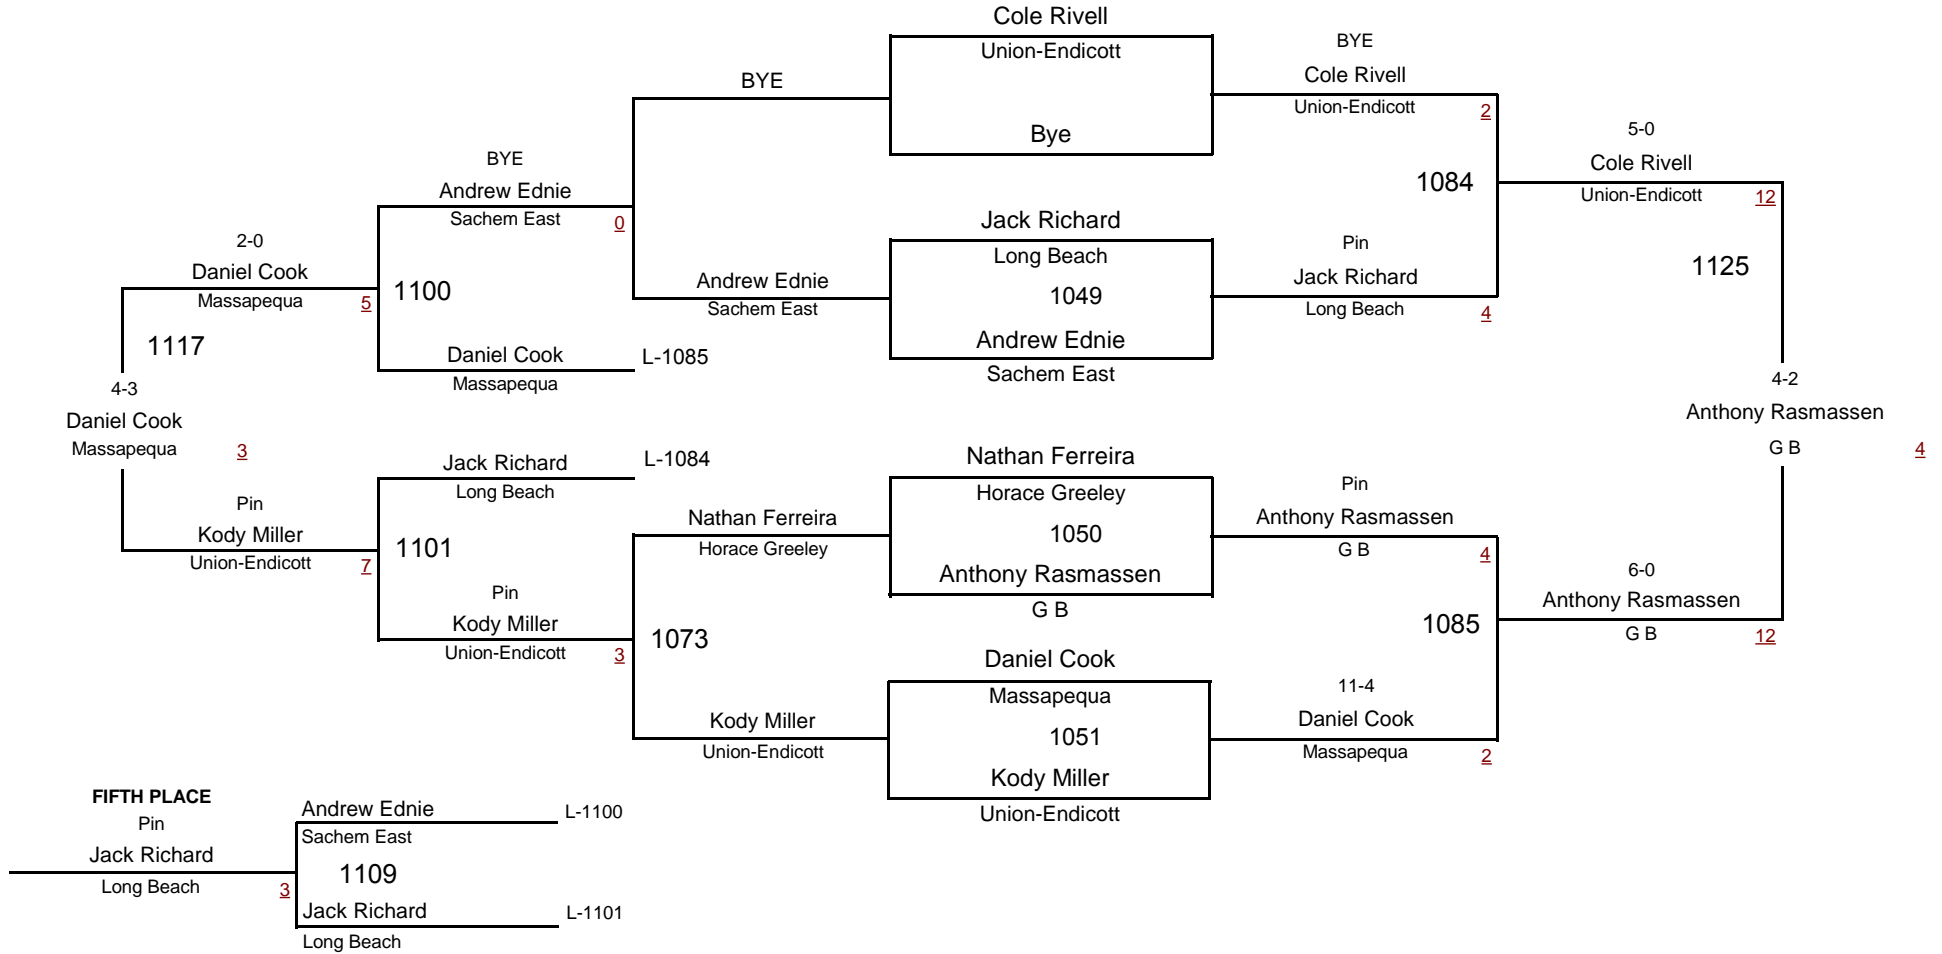 Cole Rivell
Union-Endicott
BYE
BYE
Cole Rivell
Union-Endicott
2
Bye
5-0
Cole Rivell
Union-Endicott
12
BYE
Andrew Ednie
Sachem East
0
1084
Jack Richard
Long Beach
1049
Andrew Ednie
Sachem East
Pin
Jack Richard
Long Beach
4
2-0
Daniel Cook
Massapequa
5
1100
Andrew Ednie
Sachem East
1125
1117
Daniel Cook
Massapequa
L-1085
4-3
Daniel Cook
Massapequa
3
4-2
Anthony Rasmassen
G B
4
Jack Richard
Long Beach
L-1084
Nathan Ferreira
Horace Greeley
1050
Anthony Rasmassen
G B
Pin
Anthony Rasmassen
G B
4
Pin
Kody Miller
Union-Endicott
7
1101
Nathan Ferreira
Horace Greeley
Pin
Kody Miller
Union-Endicott
3
1073
1085
6-0
Anthony Rasmassen
G B
12
Daniel Cook
Massapequa
1051
Kody Miller
Union-Endicott
11-4
Daniel Cook
Massapequa
2
Kody Miller
Union-Endicott
FIFTH PLACE
Pin
Jack Richard
Long Beach
3
Andrew Ednie
Sachem East
L-1100
1109
Jack Richard
Long Beach
L-1101